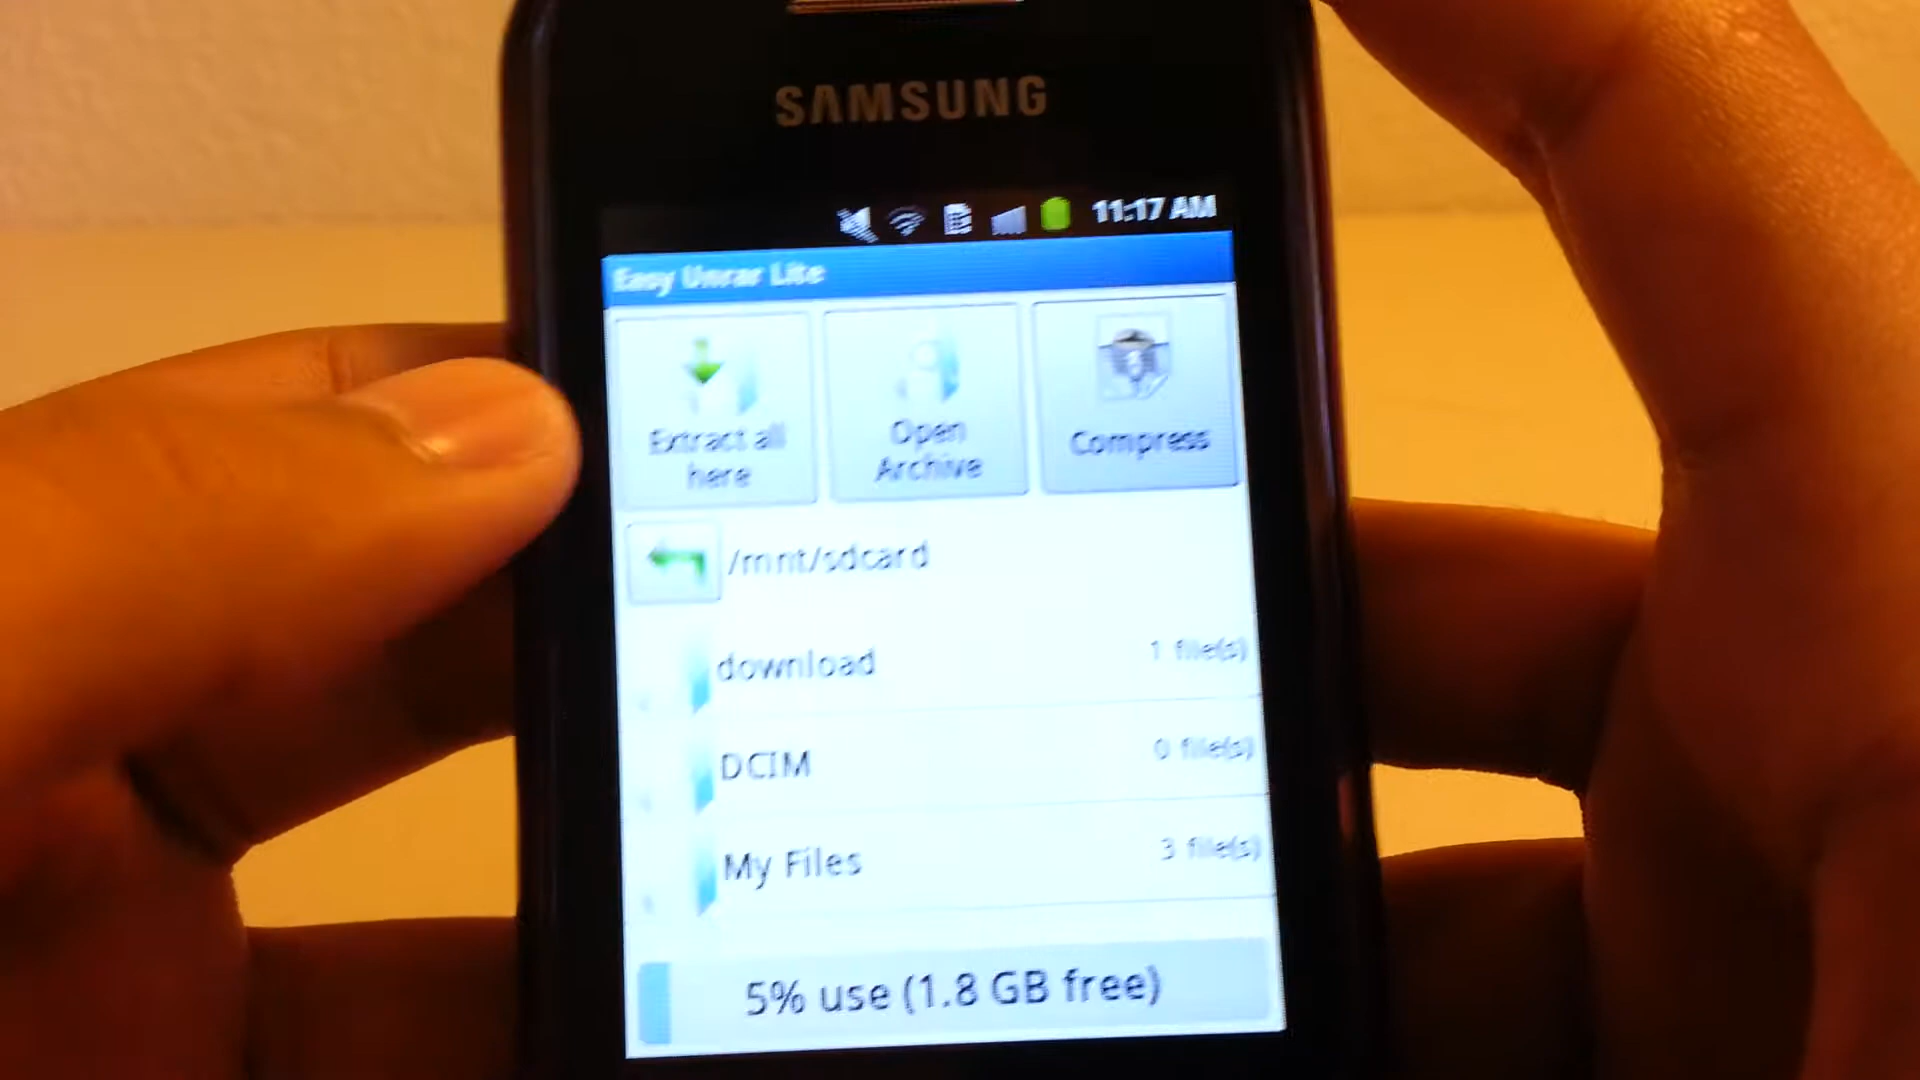 SAMSUNG
11:17 AM
Easy Unrar Lite
Extract all
here
Open
Archive
Compress
/mnt/sdcard
download
1 file(s)
DCIM
0 file(s)
My Files
3 file(s)
5% use (1.8 GB free)